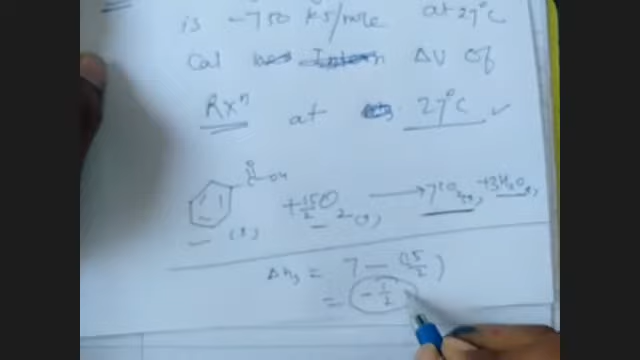 is -750 KJ/mole at 27°C
Cal ΔU of
Rxⁿ at 27°C ✓
O
C-OH
(s) + 15/2 O₂(g) → 7CO₂(g) + 3H₂O(l)
Δng = 7 - (15/2)
= -1/2